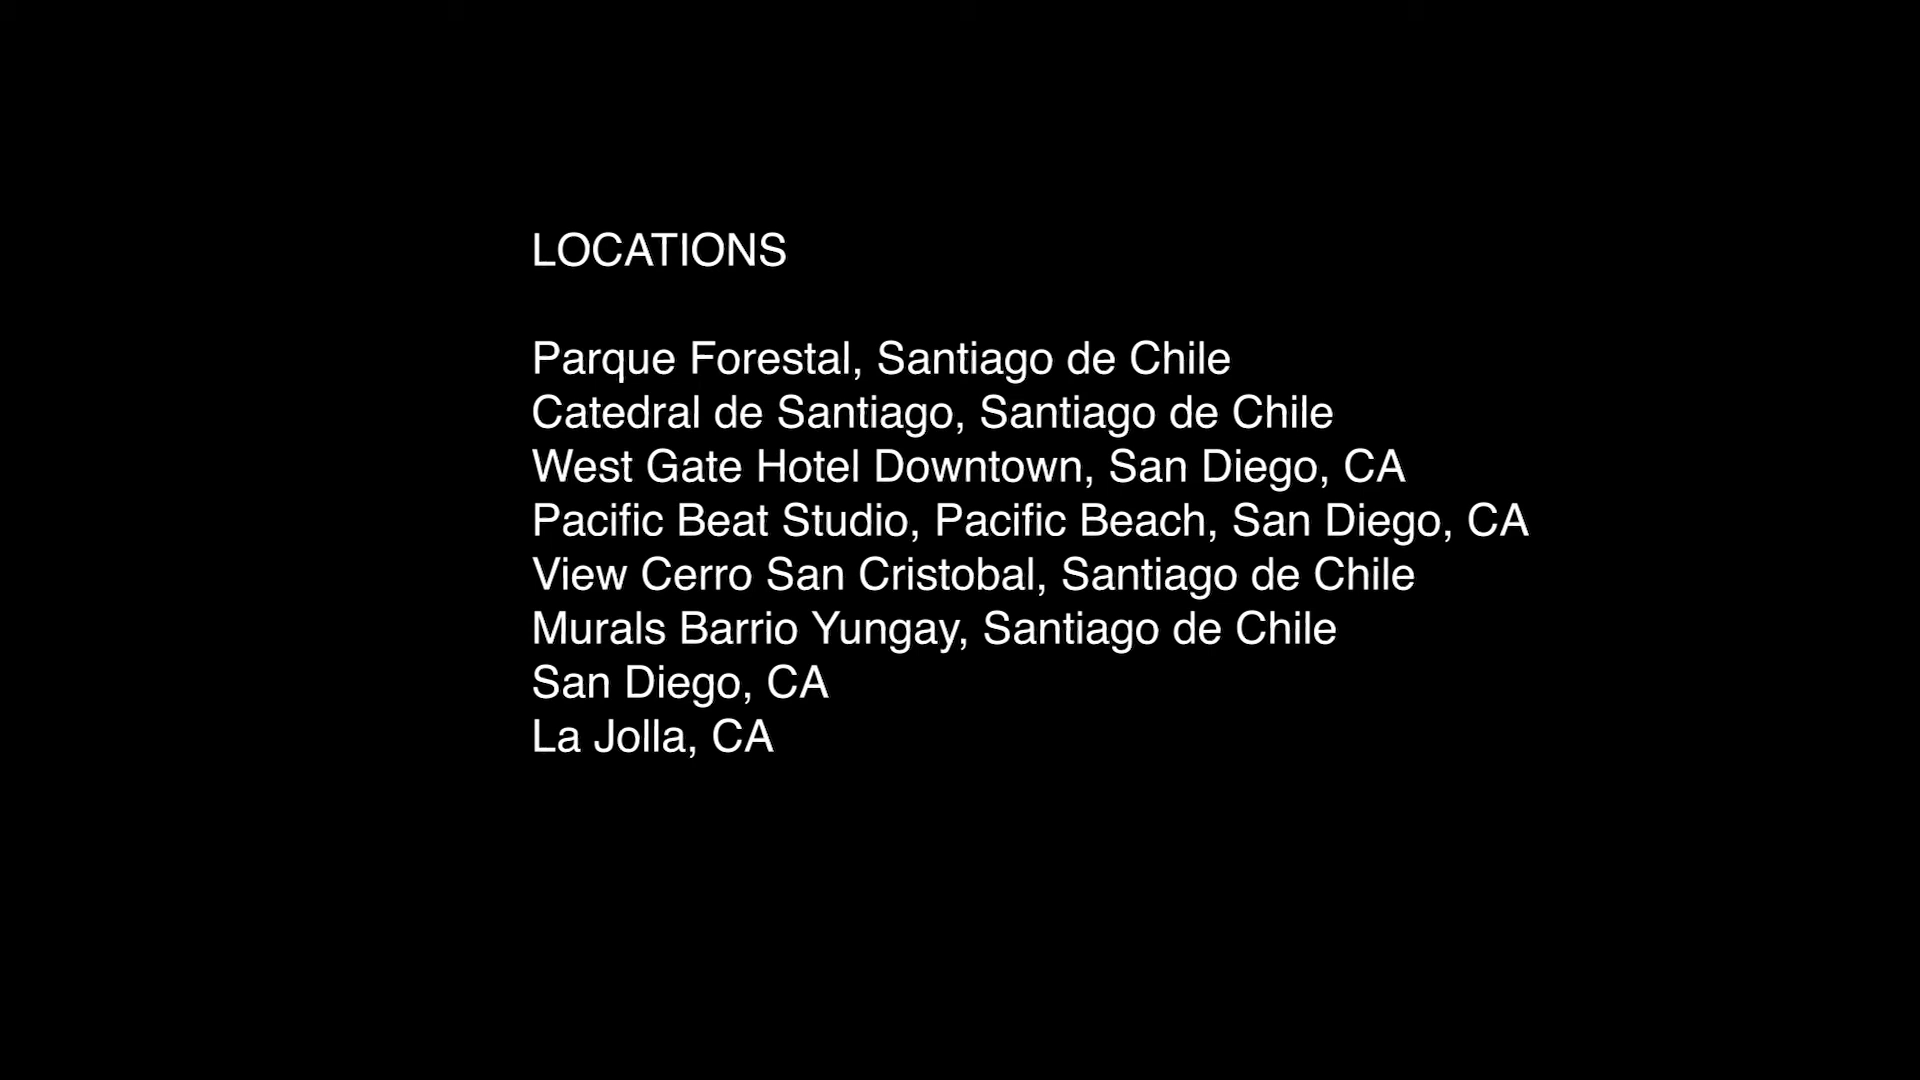 LOCATIONS
Parque Forestal, Santiago de Chile
Catedral de Santiago, Santiago de Chile
West Gate Hotel Downtown, San Diego, CA
Pacific Beat Studio, Pacific Beach, San Diego, CA
View Cerro San Cristobal, Santiago de Chile
Murals Barrio Yungay, Santiago de Chile
San Diego, CA
La Jolla, CA